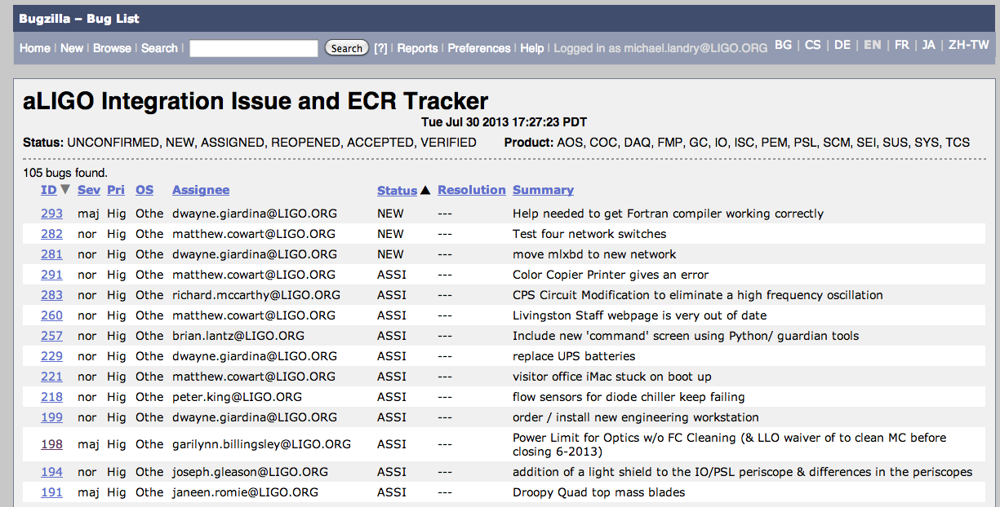 Bugzilla – Bug List
Home | New | Browse | Search | Search [?] | Reports | Preferences | Help | Logged in as michael.landry@LIGO.ORG BG | CS | DE | EN | FR | JA | ZH-TW
aLIGO Integration Issue and ECR Tracker
Tue Jul 30 2013 17:27:23 PDT
Status: UNCONFIRMED, NEW, ASSIGNED, REOPENED, ACCEPTED, VERIFIED Product: AOS, COC, DAQ, FMP, GC, IO, ISC, PEM, PSL, SCM, SEI, SUS, SYS, TCS
105 bugs found.
ID ▼ Sev Pri OS Assignee Status ▲ Resolution Summary
293 maj Hig Othe dwayne.giardina@LIGO.ORG NEW --- Help needed to get Fortran compiler working correctly
282 nor Hig Othe matthew.cowart@LIGO.ORG NEW --- Test four network switches
281 nor Hig Othe dwayne.giardina@LIGO.ORG NEW --- move mlxbd to new network
291 nor Hig Othe matthew.cowart@LIGO.ORG ASSI --- Color Copier Printer gives an error
283 nor Hig Othe richard.mccarthy@LIGO.ORG ASSI --- CPS Circuit Modification to eliminate a high frequency oscillation
260 nor Hig Othe matthew.cowart@LIGO.ORG ASSI --- Livingston Staff webpage is very out of date
257 nor Hig Othe brian.lantz@LIGO.ORG ASSI --- Include new 'command' screen using Python/ guardian tools
229 nor Hig Othe dwayne.giardina@LIGO.ORG ASSI --- replace UPS batteries
221 nor Hig Othe matthew.cowart@LIGO.ORG ASSI --- visitor office iMac stuck on boot up
218 nor Hig Othe peter.king@LIGO.ORG ASSI --- flow sensors for diode chiller keep failing
199 nor Hig Othe dwayne.giardina@LIGO.ORG ASSI --- order / install new engineering workstation
198 maj Hig Othe garilynn.billingsley@LIGO.ORG ASSI --- Power Limit for Optics w/o FC Cleaning (& LLO waiver of to clean MC before
closing 6-2013)
194 nor Hig Othe joseph.gleason@LIGO.ORG ASSI --- addition of a light shield to the IO/PSL periscope & differences in the periscopes
191 maj Hig Othe janeen.romie@LIGO.ORG ASSI --- Droopy Quad top mass blades